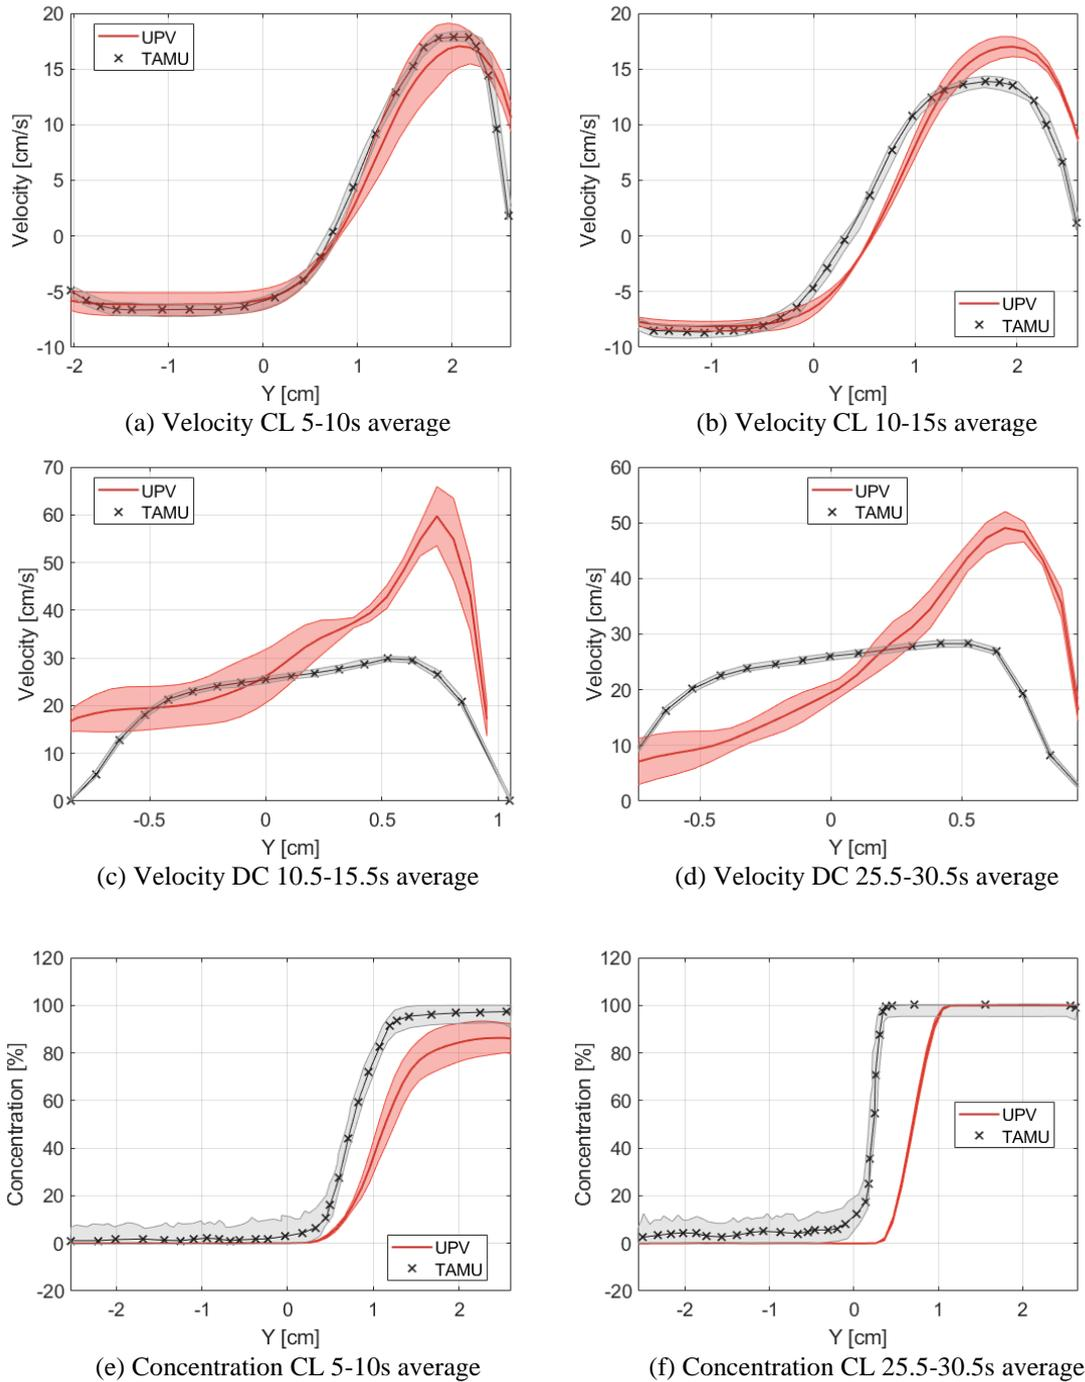 20
15
10
5
0
-5
-10
Velocity [cm/s]
UPV
TAMU
-2
-1
0
1
2
Y [cm]
(a) Velocity CL 5-10s average
20
15
10
5
0
-5
-10
Velocity [cm/s]
UPV
TAMU
-1
0
1
2
Y [cm]
(b) Velocity CL 10-15s average
70
60
50
40
30
20
10
0
Velocity [cm/s]
UPV
TAMU
-0.5
0
0.5
1
Y [cm]
(c) Velocity DC 10.5-15.5s average
60
50
40
30
20
10
0
Velocity [cm/s]
UPV
TAMU
-0.5
0
0.5
Y [cm]
(d) Velocity DC 25.5-30.5s average
120
100
80
60
40
20
0
-20
Concentration [%]
UPV
TAMU
-2
-1
0
1
2
Y [cm]
(e) Concentration CL 5-10s average
120
100
80
60
40
20
0
-20
Concentration [%]
UPV
TAMU
-2
-1
0
1
2
Y [cm]
(f) Concentration CL 25.5-30.5s average